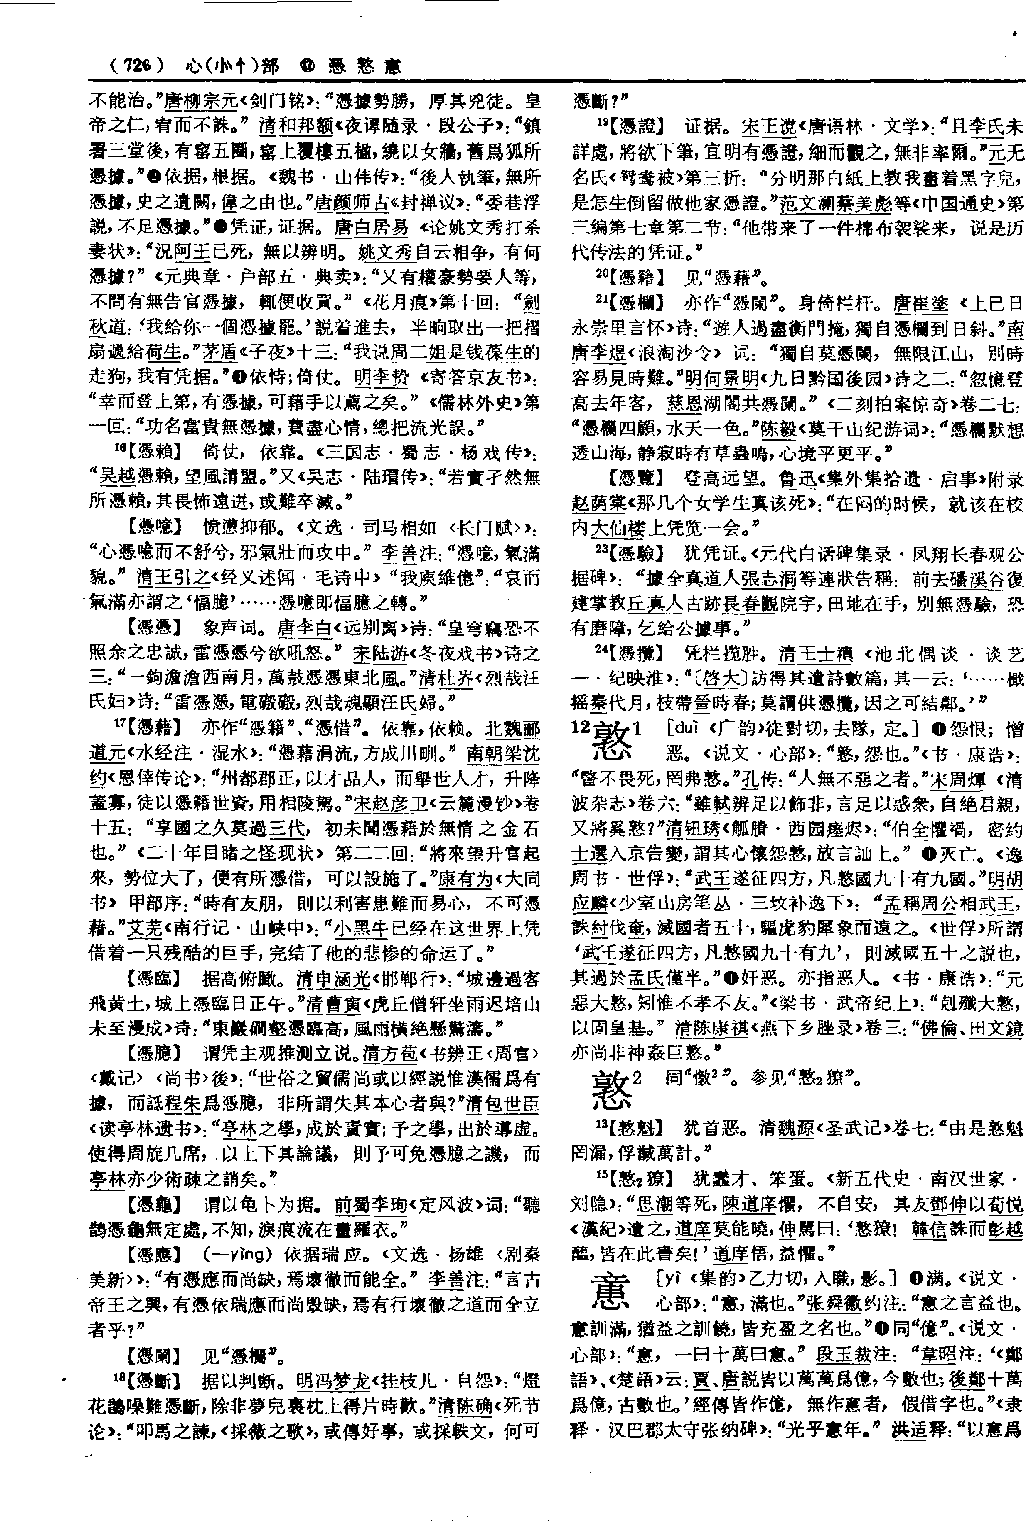 （726） 心(小忄)部 ⑫ 憑 憝 意
不能治。”唐柳宗元《剑门铭》：“憑據勢勝，厚其兇徒。皇
帝之仁，宥而不誅。”清和邦额《夜谭随录·段公子》：“鎮
署三堂後，有窰五圈，窰上覆樓五楹，繞以女牆，舊爲狐所
憑據。”依据，根据。《魏书·山伟传》：“後人執筆，無所
憑據，史之遺闕，偉之由也。”唐颜师古《封禅议》：“委巷浮
說，不足憑據。”凭证，证据。唐白居易《论姚文秀打杀
妻状》：“況阿王已死，無以辨明。姚文秀自云相争，有何
憑據？”《元典章·户部五·典卖》：“又有權豪勢要人等，
不問有無告官憑據，輒便收買。”《花月痕》第十回：“劍
秋道：‘我給你一個憑據罷。’説着進去，半晌取出一把摺
扇遞給荷生。”茅盾《子夜》十三：“我说周二姐是钱葆生的
走狗，我有凭据。”依恃；倚仗。明李贽《寄答京友书》：
“幸而登上第，有憑據，可藉手以薦之矣。”《儒林外史》第
一回：“功名富貴無憑據，費盡心情，總把流光誤。”
16【憑賴】 倚仗，依靠。《三国志·蜀志·杨戏传》：
“吴越憑賴，望風請盟。”又《吴志·陆瑁传》：“若實孑然無
所憑賴，其畏怖遠迸，或難卒滅。”
【憑噫】 愤懑抑郁。《文选·司马相如〈长门赋〉》：
“心憑噫而不舒兮，邪氣壯而攻中。”李善注：“憑噫，氣滿
貌。”清王引之《经义述闻·毛诗中》“我庾維億”：“哀而
氣滿亦謂之‘愊臆’……憑噫即愊臆之轉。”
【憑憑】 象声词。唐李白《远别离》诗：“皇穹竊恐不
照余之忠誠，雷憑憑兮欲吼怒。”宋陆游《冬夜戏书》诗之
三：“一鉤澹澹西南月，萬鼓憑憑東北風。”清杜岕《烈哉汪
氏妇》诗：“雷憑憑，電礮礮，烈哉魂顯汪氏婦。”
17【憑藉】 亦作“憑籍”、“憑借”。依靠，依赖。北魏郦
道元《水经注·湿水》：“憑藉涓流，方成川甽。”南朝梁沈
约《恩倖传论》：“州都郡正，以才品人，而舉世人才，升降
蓋寡，徒以憑籍世資，用相陵駕。”宋赵彦卫《云麓漫钞》卷
十五：“享國之久莫過三代，初未聞憑藉於無情之金石
也。”《二十年目睹之怪现状》第二二回：“將來望升官起
來，勢位大了，便有所憑借，可以設施了。”康有为《大同
书》甲部序：“時有友朋，則以利害患難而易心，不可憑
藉。”艾芜《南行记·山峡中》：“小黑牛已经在这世界上凭
借着一只残酷的巨手，完结了他的悲惨的命运了。”
【憑臨】 据高俯瞰。清申涵光《邯郸行》：“城邊過客
飛黄土，城上憑臨日正午。”清曹寅《虎丘僧轩坐雨迟培山
未至漫成》诗：“東巖磵壑憑臨高，風雨橫絶懸驚濤。”
【憑臆】 谓凭主观推测立说。清方苞《书辨正〈周官〉
〈戴记〉〈尚书〉後》：“世俗之貿儒尚或以經説惟漢儒爲有
據，而詆程朱爲憑臆，非所謂失其本心者與？”清包世臣
《读亭林遗书》：“亭林之學，成於責實；予之學，出於導虚。
使得周旋几席，以上下其論議，則予可免憑臆之譏，而
亭林亦少術疎之誚矣。”
【憑龜】 谓以龟卜为据。前蜀李珣《定风波》词：“聽
鵲憑龜無定處，不知，淚痕流在畫羅衣。”
【憑應】 （—yìng）依据瑞应。《文选·扬雄〈剧秦
美新〉》：“有憑應而尚缺，焉壞徹而能全。”李善注：“言古
帝王之興，有憑依瑞應而尚毁缺，焉有行壞徹之道而全立
者乎？”
【憑闌】 见“憑欄”。
18【憑斷】 据以判断。明冯梦龙《挂枝儿·自怨》：“燈
花鵲噪難憑斷，除非夢兒裏枕上得片時歡。”清陈确《死节
论》：“叩馬之諫，《採薇之歌》，或傳好事，或採軼文，何可
憑斷？”
19【憑證】 证据。宋王谠《唐语林·文学》：“且李氏未
詳處，將欲下筆，宜明有憑證，細而觀之，無非率爾。”元无
名氏《鸳鸯被》第三折：“分明那白紙上教我畫着黑字兒，
是怎生倒留做他家憑證。”范文澜蔡美彪等《中国通史》第
三编第七章第二节：“他带来了一件棉布袈裟来，说是历
代传法的凭证。”
20【憑籍】 见“憑藉”。
21【憑欄】 亦作“憑闌”。身倚栏杆。唐崔塗《上巳日
永崇里言怀》诗：“遊人過盡衡門掩，獨自憑欄到日斜。”南
唐李煜《浪淘沙令》词：“獨自莫憑闌，無限江山，别時
容易見時難。”明何景明《九日黔国後园》诗之二：“忽憶登
高去年客，慈恩湖閣共憑闌。”《二刻拍案惊奇》卷二七：
“憑欄四顧，水天一色。”陈毅《莫干山纪游词》：“憑欄默想
透山海，静寂時有草蟲鳴，心境平更平。”
【憑覽】 登高远望。鲁迅《集外集拾遗·启事》附录
赵荫棠《那几个女学生真该死》：“在闷的时候，就该在校
内大仙楼上凭览一会。”
23【憑驗】 犹凭证。《元代白话碑集录·凤翔长春观公
据碑》：“據全真道人張志洞等連狀告稱：前去磻溪谷復
建掌教丘真人古跡長春觀院宇，田地在手，别無憑驗，恐
有磨障，乞給公據事。”
24【憑攬】 凭栏揽胜。清王士禛《池北偶谈·谈艺
一·纪映淮》：“〔啓大〕訪得其遺詩數篇，其一云：‘……檝
摇秦代月，枝帶晉時春；莫謂供憑攬，因之可結鄰。’”
12憝1 ［duì《广韵》徒對切，去隊，定。］怨恨；憎
恶。《说文·心部》：“憝，怨也。”《书·康诰》：
“暋不畏死，罔弗憝。”孔传：“人無不惡之者。”宋周煇《清
波杂志》卷六：“雖弑辨足以飾非，言足以惑衆，自絶君親，
又將奚憝？”清钮琇《觚賸·西园瘗烬》：“伯全懼禍，密約
士選入京告變，謂其心懷怨憝，放言訕上。”灭亡。《逸
周书·世俘》：“武王遂征四方，凡憝國九十有九國。”明胡
应麟《少室山房笔丛·三坟补逸下》：“孟稱周公相武王，
誅紂伐奄，滅國者五十，驅虎豹犀象而遠之。《世俘》所謂
‘武王遂征四方，凡憝國九十有九’，則滅國五十之説也，
其過於孟氏僅半。”奸恶。亦指恶人。《书·康诰》：“元
惡大憝，矧惟不孝不友。”《梁书·武帝纪上》：“剋殲大憝，
以固皇基。”清陈康祺《燕下乡脞录》卷三：“佛倫、田文鏡
亦尚非神姦巨憝。”
憝2 同“憞2”。参见“憝2獠”。
13【憝魁】 犹首恶。清魏源《圣武记》卷七：“由是憝魁
罔漏，俘馘萬計。”
15【憝2獠】 犹蠢才、笨蛋。《新五代史·南汉世家·
刘隐》：“思潮等死，陳道庠懼，不自安，其友鄧伸以荀悦
《漢紀》遺之，道庠莫能曉，伸駡曰：‘憝獠！韓信誅而彭越
醢，皆在此書矣！’道庠悟，益懼。”
意 ［yì《集韵》乙力切，入職，影。］满。《说文·
心部》：“意，滿也。”张舜徽约注：“意之言益也。
意訓滿，猶益之訓饒，皆充盈之名也。”同“億”。《说文·
心部》：“意，一曰十萬曰意。”段玉裁注：“韋昭注：‘《鄭
語》、《楚語》云：賈、唐説皆以萬萬爲億，今數也；後鄭十萬
爲億，古數也。’經傳皆作億，無作意者，假借字也。”《隶
释·汉巴郡太守张纳碑》：“光乎意年。”洪适释：“以意爲